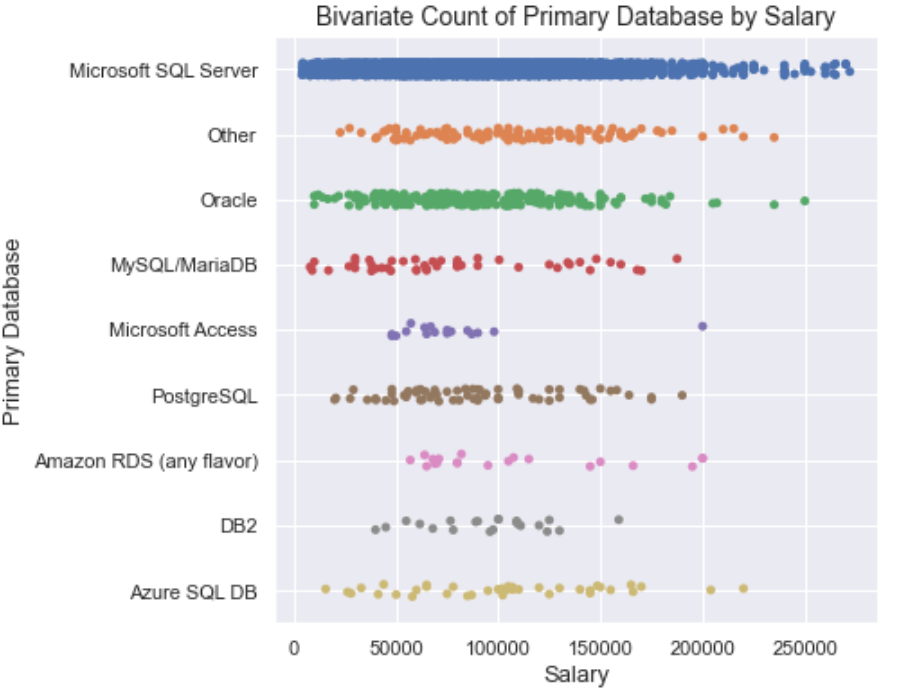 Bivariate Count of Primary Database by Salary
Primary Database
Microsoft SQL Server
Other
Oracle
MySQL/MariaDB
Microsoft Access
PostgreSQL
Amazon RDS (any flavor)
DB2
Azure SQL DB
0 50000 100000 150000 200000 250000
Salary